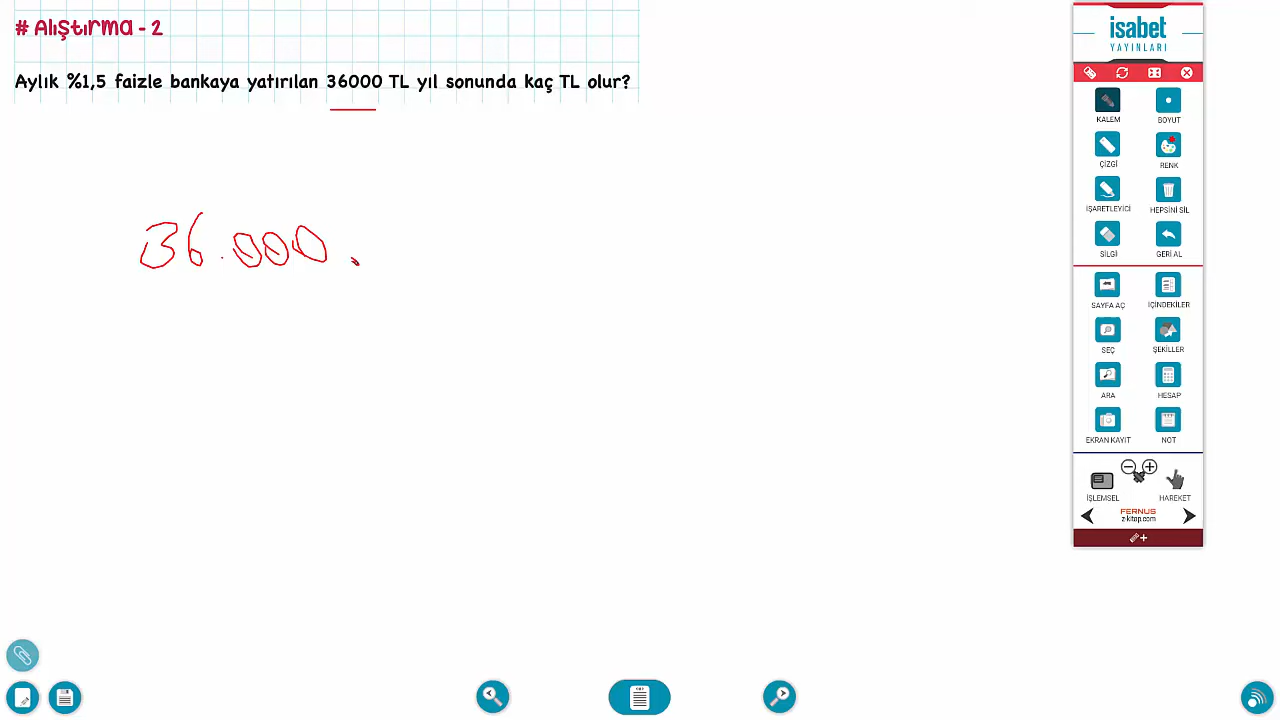 # Alıştırma - 2
Aylık %1,5 faizle bankaya yatırılan 36000 TL yıl sonunda kaç TL olur?
36.000 .
isabet
YAYINLARI
KALEM
BOYUT
ÇİZGİ
RENK
İŞARETLEYİCİ
HEPSİNİ SİL
SİLGİ
GERİ AL
SAYFA AÇ
İÇİNDEKİLER
SEÇ
ŞEKİLLER
ARA
HESAP
EKRAN KAYIT
NOT
İŞLEMSEL
HAREKET
FERNUS
z-kitap.com